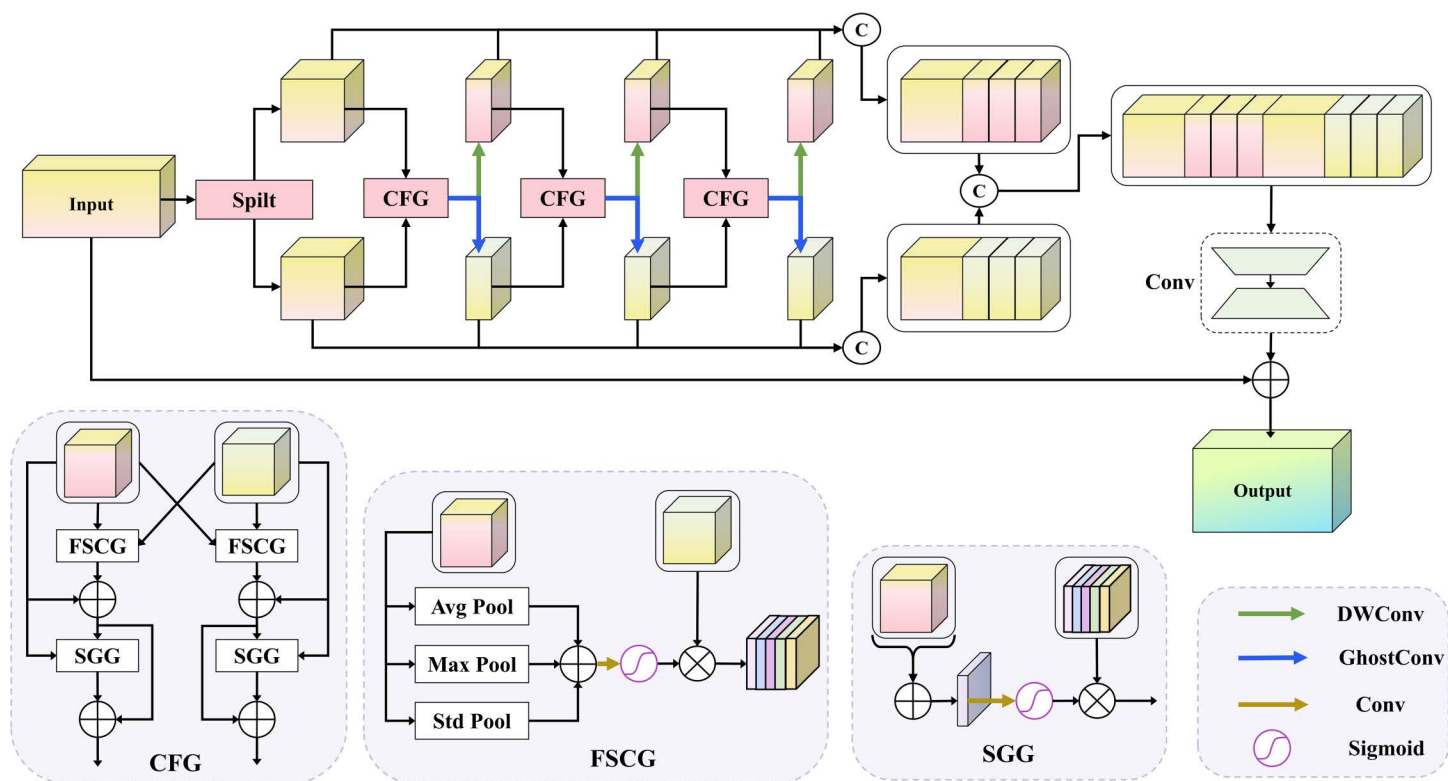 C
Input
Spilt
CFG
CFG
CFG
C
C
Conv
Output
FSCG
FSCG
SGG
SGG
CFG
Avg Pool
Max Pool
Std Pool
FSCG
SGG
DWConv
GhostConv
Conv
Sigmoid